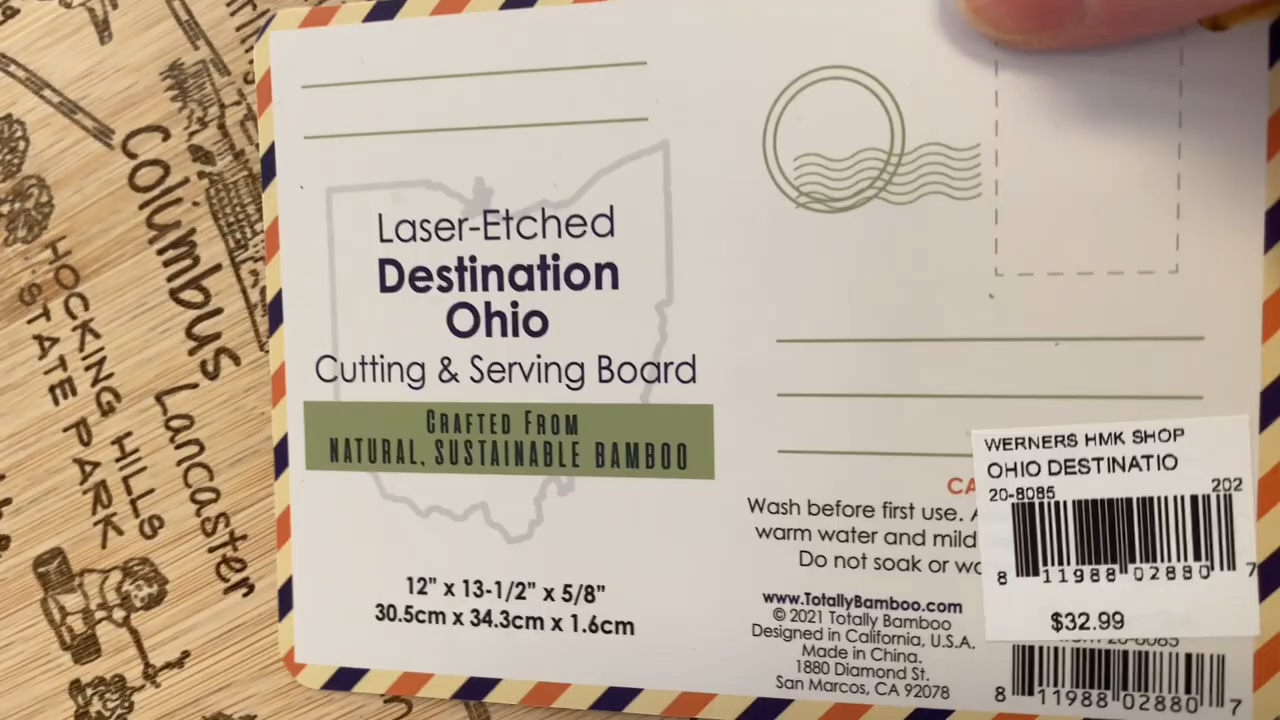 Columbus
HOCKING HILLS
STATE PARK
Lancaster
Laser-Etched
Destination
Ohio
Cutting & Serving Board
CRAFTED FROM
NATURAL, SUSTAINABLE BAMBOO
12" x 13-1/2" x 5/8"
30.5cm x 34.3cm x 1.6cm
Wash before first use.
warm water and mild
Do not soak or
www.TotallyBamboo.com
© 2021 Totally Bamboo
Designed in California, U.S.A.
Made in China.
1880 Diamond St.
San Marcos, CA 92078
WERNERS HMK SHOP
OHIO DESTINATIO
20-8085 202
8 11988 02880 7
$32.99
8 11988 02880 7